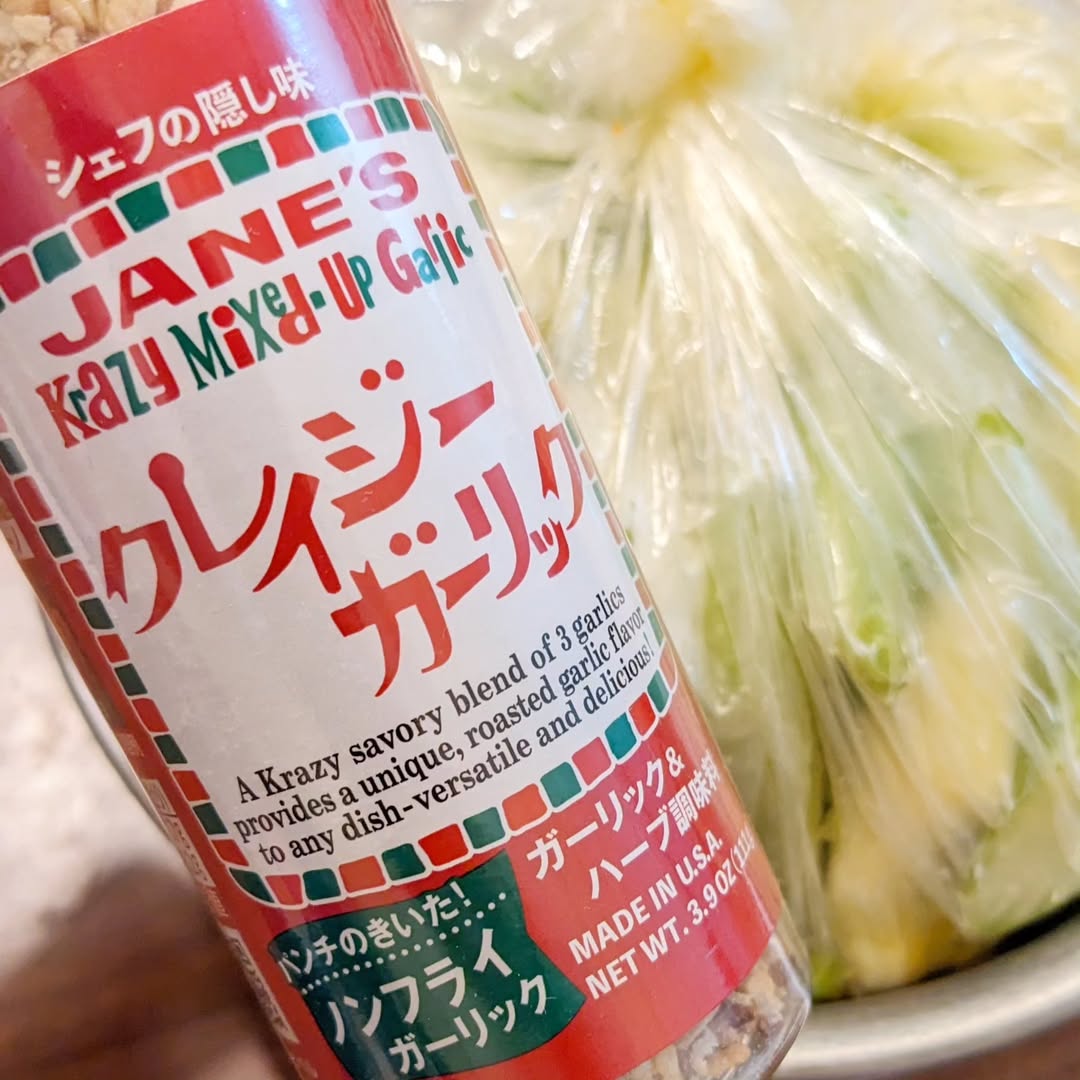 シェフの隠し味
JANE'S
Krazy Mixed-Up Garlic
クレイジー
ガーリック
A Krazy savory blend of 3 garlics
provides a unique, roasted garlic flavor
to any dish-versatile and delicious!
ガーリック&
ハーブ調味料
MADE IN U.S.A.
NET WT. 3.9 OZ
パンチのきいた!
ノンフライ
ガーリック